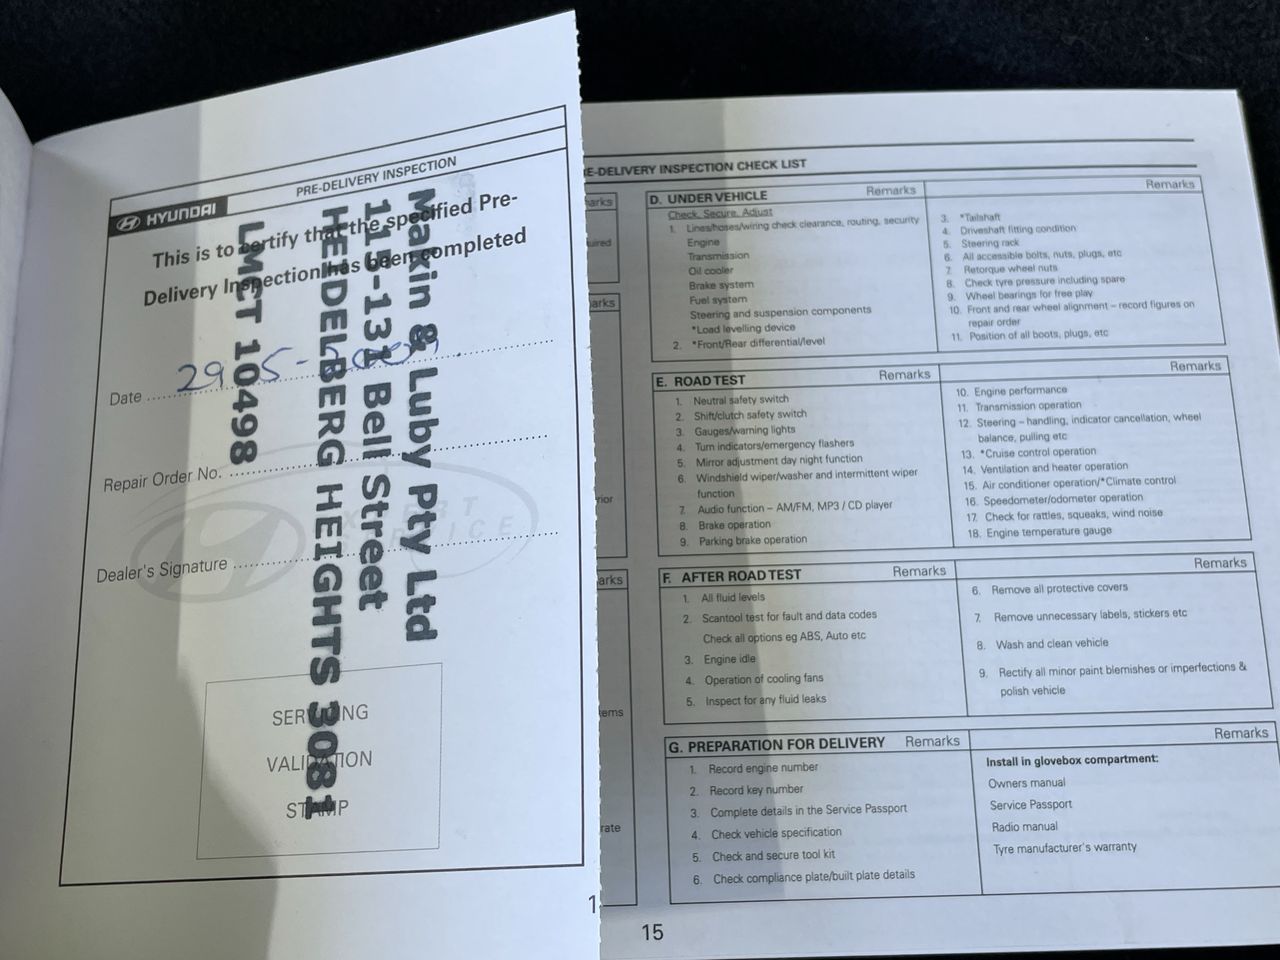 HYUNDAI
PRE-DELIVERY INSPECTION
This is to certify that the specified Pre-
Delivery Inspection has been completed
Date
29 5 -
Repair Order No.
EXPERT
SERVICE
Dealer's Signature
SERVICING
VALIDATION
STAMP
Makin & Luby Pty Ltd
Bell Street
HEIDELBERG HEIGHTS 3081
LMCT 10498
E-DELIVERY INSPECTION CHECK LIST
arks
uired
arks
rior
arks
ems
rate
D. UNDER VEHICLE Remarks
Check, Secure, Adjust
1. Lines/hoses/wiring check clearance, routing, security
Engine
Transmission
Oil cooler
Brake system
Fuel system
Steering and suspension components
*Load levelling device
2. *Front/Rear differential/level
Remarks
3. *Tailshaft
4. Driveshaft fitting condition
5. Steering rack
6. All accessible bolts, nuts, plugs, etc
7. Retorque wheel nuts
8. Check tyre pressure including spare
9. Wheel bearings for free play
10. Front and rear wheel alignment – record figures on
repair order
11. Position of all boots, plugs, etc
E. ROAD TEST Remarks
1. Neutral safety switch
2. Shift/clutch safety switch
3. Gauges/warning lights
4. Turn indicators/emergency flashers
5. Mirror adjustment day night function
6. Windshield wiper/washer and intermittent wiper
function
7. Audio function – AM/FM, MP3 / CD player
8. Brake operation
9. Parking brake operation
Remarks
10. Engine performance
11. Transmission operation
12. Steering – handling, indicator cancellation, wheel
balance, pulling etc
13. *Cruise control operation
14. Ventilation and heater operation
15. Air conditioner operation/*Climate control
16. Speedometer/odometer operation
17. Check for rattles, squeaks, wind noise
18. Engine temperature gauge
F. AFTER ROAD TEST Remarks
1. All fluid levels
2. Scantool test for fault and data codes
Check all options eg ABS, Auto etc
3. Engine idle
4. Operation of cooling fans
5. Inspect for any fluid leaks
Remarks
6. Remove all protective covers
7. Remove unnecessary labels, stickers etc
8. Wash and clean vehicle
9. Rectify all minor paint blemishes or imperfections &
polish vehicle
G. PREPARATION FOR DELIVERY Remarks
1. Record engine number
2. Record key number
3. Complete details in the Service Passport
4. Check vehicle specification
5. Check and secure tool kit
6. Check compliance plate/built plate details
Remarks
Install in glovebox compartment:
Owners manual
Service Passport
Radio manual
Tyre manufacturer's warranty
1
15